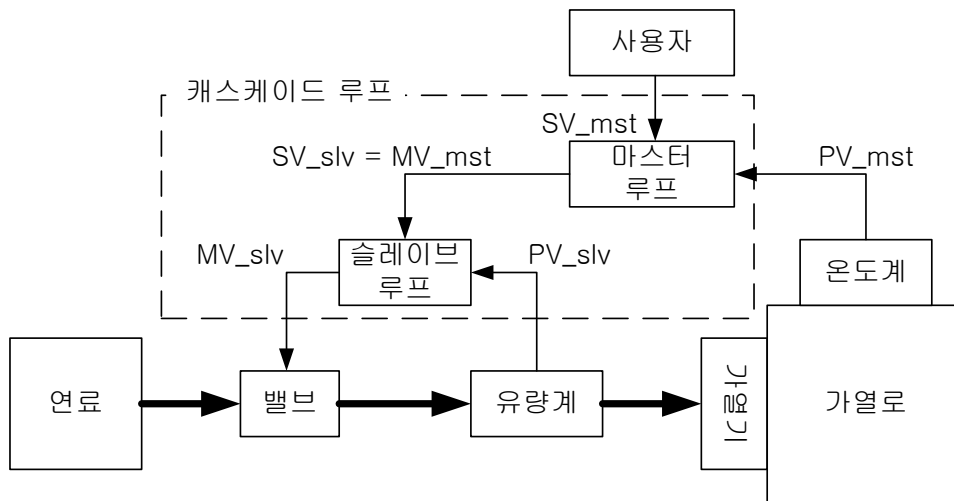 사용자
캐스케이드 루프
SV_mst
SV_slv = MV_mst
마스터
루프
PV_mst
MV_slv
슬레이브
루프
PV_slv
온도계
연료
밸브
유량계
가열기
가열로